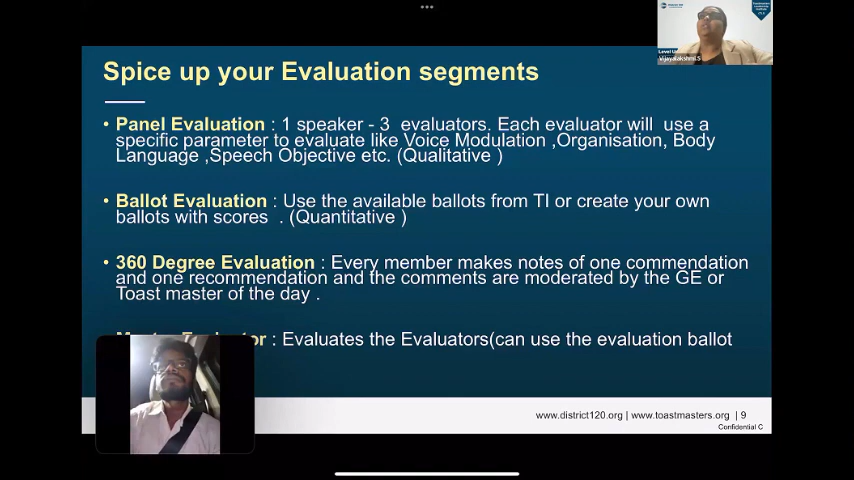 Spice up your Evaluation segments
• Panel Evaluation : 1 speaker - 3 evaluators. Each evaluator will use a
specific parameter to evaluate like Voice Modulation ,Organisation, Body
Language ,Speech Objective etc. (Qualitative )
• Ballot Evaluation : Use the available ballots from TI or create your own
ballots with scores . (Quantitative )
• 360 Degree Evaluation : Every member makes notes of one commendation
and one recommendation and the comments are moderated by the GE or
Toast master of the day .
: Evaluates the Evaluators(can use the evaluation ballot
www.district120.org | www.toastmasters.org | 9
Confidential C
Level U
Vijayalakshmi.S